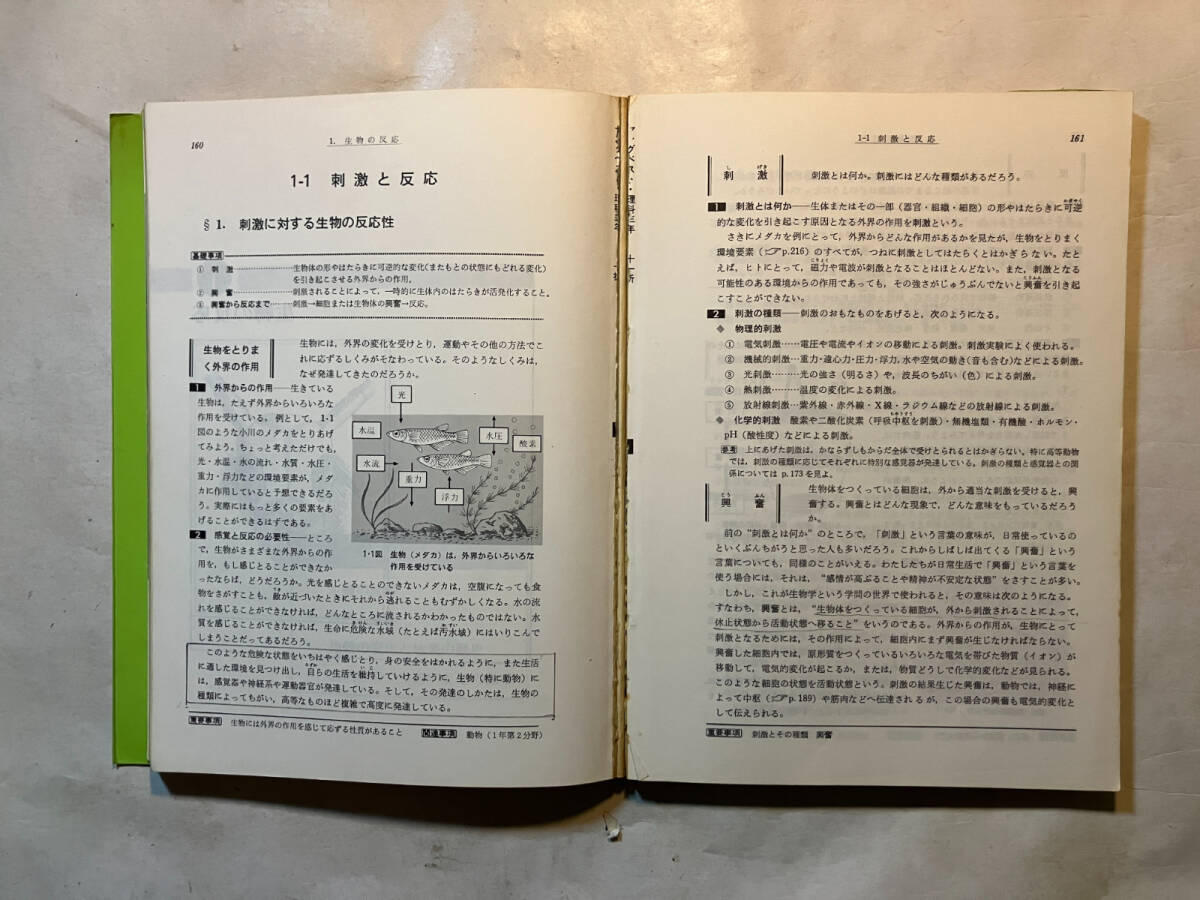 160
1. 生物の反応
1-1 刺激と反応
§1. 刺激に対する生物の反応性
基礎事項
① 刺 激…………生物体の形やはたらきに可逆的な変化(またもとの状態にもどれる変化)
を引き起こさせる外界からの作用。
② 興 奮…………刺激されることによって，一時的に生体内のはたらきが活発化すること。
③ 興奮から反応まで…刺激→細胞または生物体の興奮→反応。
生物をとりま
く外界の作用
生物には，外界の変化を受けとり，運動やその他の方法でこ
れに応ずるしくみがそなわっている。そのようなしくみは，
なぜ発達してきたのだろうか。
1 外界からの作用――生きている
生物は，たえず外界からいろいろな
作用を受けている。例として，1-1
図のような小川のメダカをとりあげ
てみよう。ちょっと考えただけでも，
光・水温・水の流れ・水質・水圧・
重力・浮力などの環境要素が，メダ
カに作用していると予想できるだろ
う。実際にはもっと多くの要素をあ
げることができるはずである。
光
水温
水圧
酸素
水流
重力
浮力
1-1図 生物（メダカ）は，外界からいろいろな
作用を受けている
2 感覚と反応の必要性――ところ
で，生物がさまざまな外界からの作
用を，もし感じとることができなか
ったならば，どうだろうか。光を感じとることのできないメダカは，空腹になっても食
物をさがすことも，敵が近づいたときにそれから逃れることもむずかしくなる。水の流
れを感じることができなければ，どんなところに流されるかわかったものではない。水
質を感じることができなければ，生命に危険な水域（たとえば汚水域）にはいりこんで
しまうことだってあるだろう。
このような危険な状態をいちはやく感じとり，身の安全をはかれるように，また生活
に適した環境を見つけ出し，自らの生活を維持していけるように，生物（特に動物）に
は，感覚器や神経系や運動器官が発達している。そして，その発達のしかたは，生物の
種類によってもがい，高等なものほど複雑で高度に発達している。
重要事項 生物には外界の作用を感じて応ずる性質があること
関連事項 動物（1年第2分野）
1-1 刺激と反応
161
刺 激
刺激とは何か。刺激にはどんな種類があるだろう。
1 刺激とは何か――生体またはその一部（器官・組織・細胞）の形やはたらきに可逆
的な変化を引き起こす原因となる外界の作用を刺激という。
さきにメダカを例にとって，外界からどんな作用があるかを見たが，生物をとりまく
環境要素（☞p.216）のすべてが，つねに刺激としてはたらくとはかぎらない。たと
えば，ヒトにとって，磁力や電波が刺激となることはほとんどない。また，刺激となる
可能性のある環境からの作用であっても，その強さがじゅうぶんでないと興奮を引き起
こすことができない。
2 刺激の種類――刺激のおもなものをあげると，次のようになる。
◆ 物理的刺激
① 電気刺激……電圧や電流やイオンの移動による刺激。刺激実験によく使われる。
② 機械的刺激…重力・遠心力・圧力・浮力，水や空気の動き（音も含む）などによる刺激。
③ 光刺激………光の強さ（明るさ）や，波長のちがい（色）による刺激。
④ 熱刺激………温度の変化による刺激。
⑤ 放射線刺激…紫外線・赤外線・X線・ラジウム線などの放射線による刺激。
◆ 化学的刺激 酸素や二酸化炭素（呼吸中枢を刺激）・無機塩類・有機酸・ホルモン・
pH（酸性度）などによる刺激。
参考 上にあげた刺激は，かならずしもからだ全体で受けとられるとはかぎらない。特に高等動物
では，刺激の種類に応じてそれぞれに特別な感覚器が発達している。刺激の種類と感覚器との関
係については p.173 を見よ。
興 奮
生物体をつくっている細胞は，外から適当な刺激を受けると，興
奮する。興奮とはどんな現象で，どんな意味をもっているだろう
か。
前の“刺激とは何か”のところで，「刺激」という言葉の意味が，日常使っているの
といくぶんちがうと思った人も多いだろう。これからしばしば出てくる「興奮」という
言葉についても，同様のことがいえる。わたしたちが日常生活で「興奮」という言葉を
使う場合には，それは，“感情が高ぶることや精神が不安定な状態”をさすことが多い。
しかし，これが生物学という学問の世界で使われると，その意味は次のようになる。
すなわち，興奮とは，“生物体をつくっている細胞が，外から刺激されることによって，
休止状態から活動状態へ移ること”をいうのである。外界からの作用が，生物にとって
刺激となるためには，その作用によって，細胞内にまず興奮が生じなければならない。
興奮した細胞内では，原形質をつくっているいろいろな電気を帯びた物質（イオン）が
移動して，電気的変化が起こるか，または，物質どうしで化学的変化などが見られる。
このような細胞の状態を活動状態という。刺激の結果生じた興奮は，動物では，神経に
よって中枢（☞p.189）や筋肉などへ伝達されるが，この場合の興奮も電気的変化と
して伝えられる。
重要事項 刺激とその種類 興奮